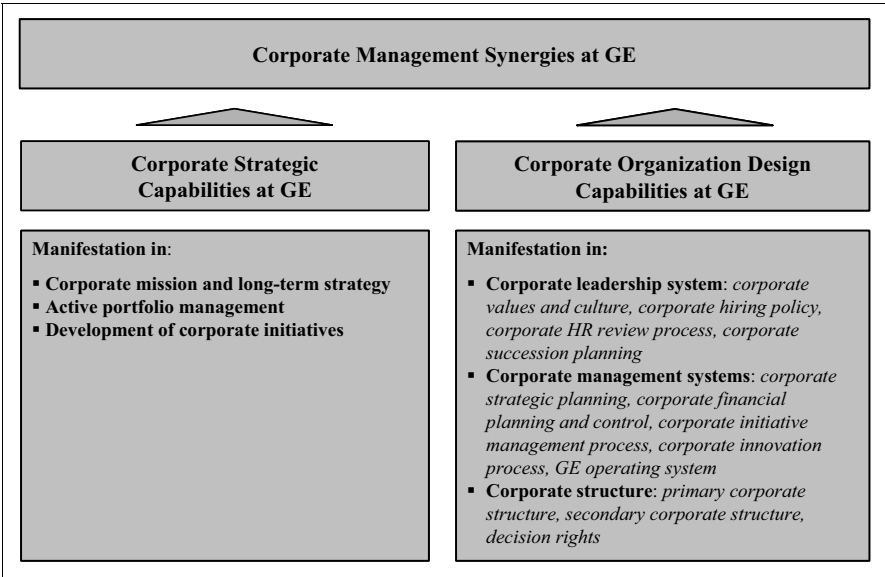 Corporate Management Synergies at GE
Corporate Strategic
Capabilities at GE
Manifestation in:
▪ Corporate mission and long-term strategy
▪ Active portfolio management
▪ Development of corporate initiatives
Corporate Organization Design
Capabilities at GE
Manifestation in:
▪ Corporate leadership system: corporate
values and culture, corporate hiring policy,
corporate HR review process, corporate
succession planning
▪ Corporate management systems: corporate
strategic planning, corporate financial
planning and control, corporate initiative
management process, corporate innovation
process, GE operating system
▪ Corporate structure: primary corporate
structure, secondary corporate structure,
decision rights